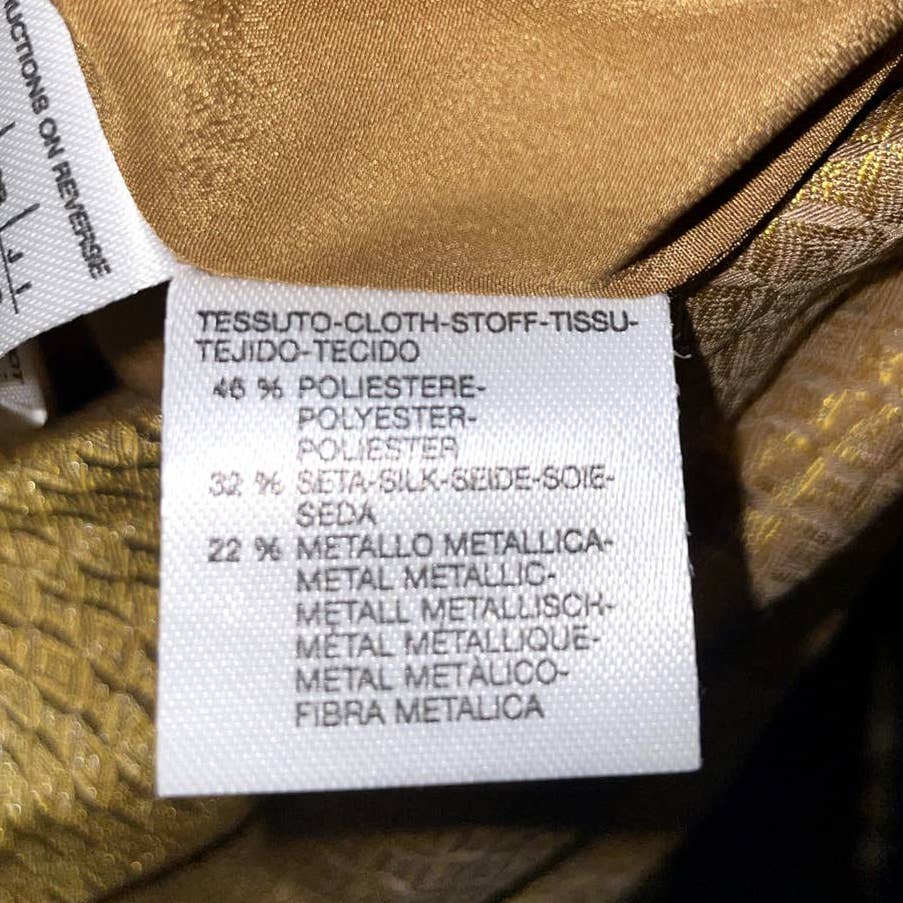 UCTIONS ON REVERSE
TESSUTO-CLOTH-STOFF-TISSU-
TEJIDO-TECIDO
46 % POLIESTERE-
POLYESTER-
POLIESTER
32 % SETA-SILK-SEIDE-SOIE-
SEDA
22 % METALLO METALLICA-
METAL METALLIC-
METALL METALLISCH-
MÉTAL MÉTALLIQUE-
METAL METÀLICO-
FIBRA METALICA